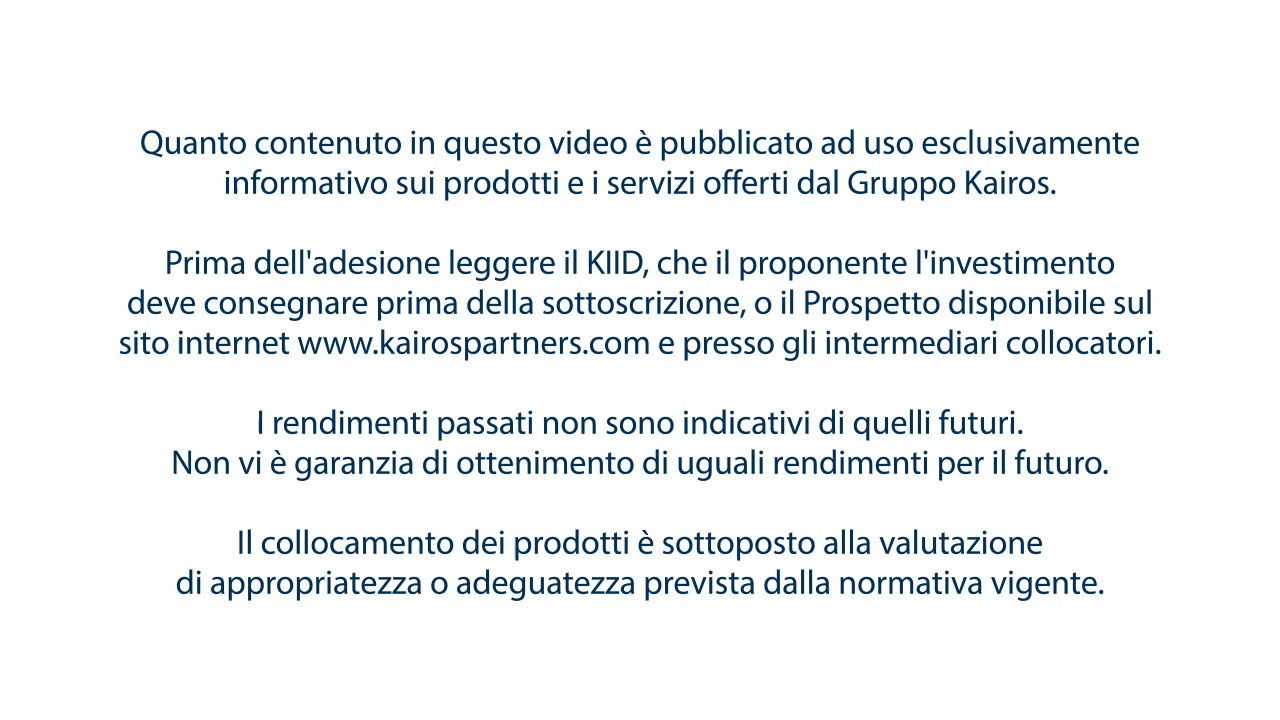 Quanto contenuto in questo video è pubblicato ad uso esclusivamente
informativo sui prodotti e i servizi offerti dal Gruppo Kairos.
Prima dell'adesione leggere il KIID, che il proponente l'investimento
deve consegnare prima della sottoscrizione, o il Prospetto disponibile sul
sito internet www.kairospartners.com e presso gli intermediari collocatori.
I rendimenti passati non sono indicativi di quelli futuri.
Non vi è garanzia di ottenimento di uguali rendimenti per il futuro.
Il collocamento dei prodotti è sottoposto alla valutazione
di appropriatezza o adeguatezza prevista dalla normativa vigente.